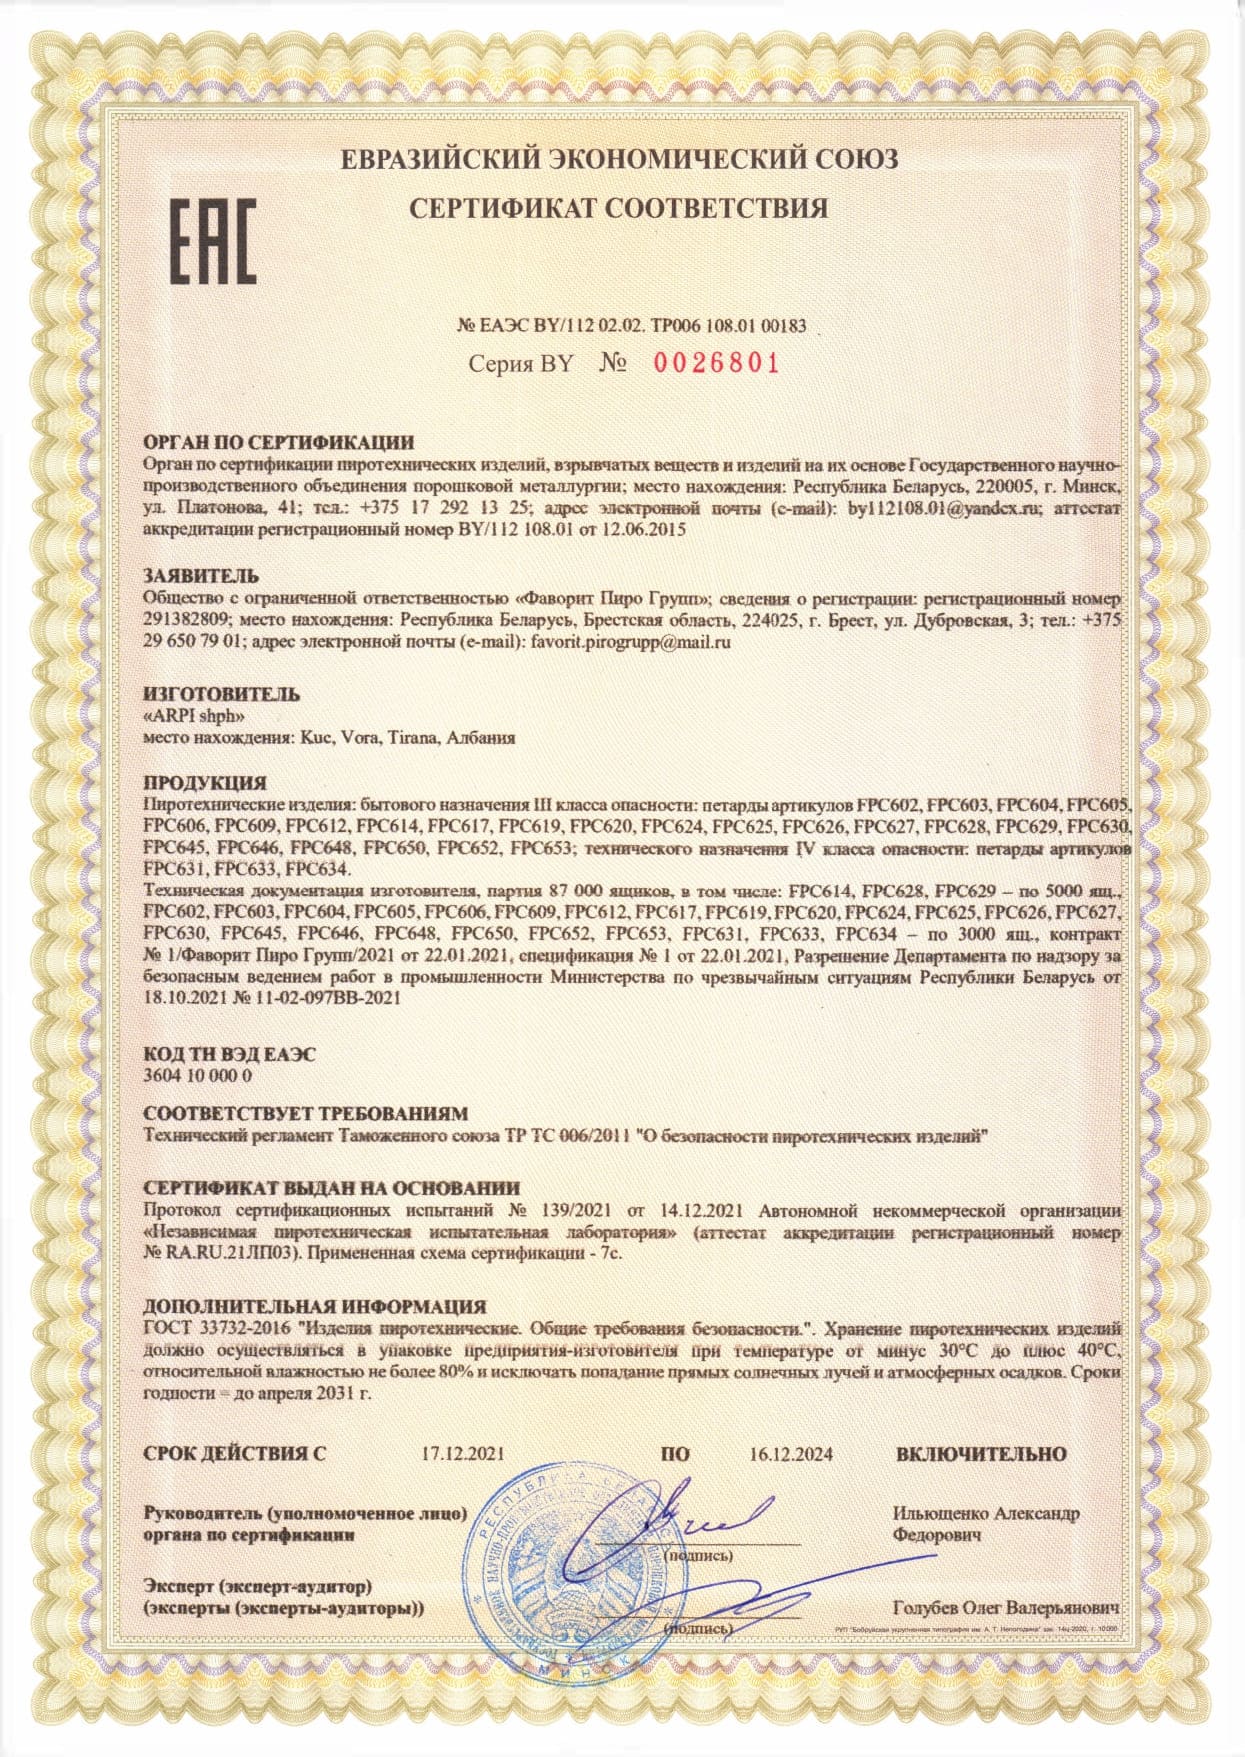 ЕВРАЗИЙСКИЙ ЭКОНОМИЧЕСКИЙ СОЮЗ
СЕРТИФИКАТ СООТВЕТСТВИЯ
EAC
№ ЕАЭС BY/112 02.02. ТР006 108.01 00183
Серия BY № 0026801
ОРГАН ПО СЕРТИФИКАЦИИ
Орган по сертификации пиротехнических изделий, взрывчатых веществ и изделий на их основе Государственного научно-
производственного объединения порошковой металлургии; место нахождения: Республика Беларусь, 220005, г. Минск,
ул. Платонова, 41; тел.: +375 17 292 13 25; адрес электронной почты (e-mail): by112108.01@yandex.ru; аттестат
аккредитации регистрационный номер BY/112 108.01 от 12.06.2015
ЗАЯВИТЕЛЬ
Общество с ограниченной ответственностью «Фаворит Пиро Групп»; сведения о регистрации: регистрационный номер
291382809; место нахождения: Республика Беларусь, Брестская область, 224025, г. Брест, ул. Дубровская, 3; тел.: +375
29 650 79 01; адрес электронной почты (e-mail): favorit.pirogrupp@mail.ru
ИЗГОТОВИТЕЛЬ
«ARPI shph»
место нахождения: Kuc, Vora, Tirana, Албания
ПРОДУКЦИЯ
Пиротехнические изделия: бытового назначения III класса опасности: петарды артикулов FPC602, FPC603, FPC604, FPC605,
FPC606, FPC609, FPC612, FPC614, FPC617, FPC619, FPC620, FPC624, FPC625, FPC626, FPC627, FPC628, FPC629, FPC630,
FPC645, FPC646, FPC648, FPC650, FPC652, FPC653; технического назначения IV класса опасности: петарды артикулов
FPC631, FPC633, FPC634.
Техническая документация изготовителя, партия 87 000 ящиков, в том числе: FPC614, FPC628, FPC629 – по 5000 ящ.,
FPC602, FPC603, FPC604, FPC605, FPC606, FPC609, FPC612, FPC617, FPC619, FPC620, FPC624, FPC625, FPC626, FPC627,
FPC630, FPC645, FPC646, FPC648, FPC650, FPC652, FPC653, FPC631, FPC633, FPC634 – по 3000 ящ., контракт
№ 1/Фаворит Пиро Групп/2021 от 22.01.2021, спецификация № 1 от 22.01.2021, Разрешение Департамента по надзору за
безопасным ведением работ в промышленности Министерства по чрезвычайным ситуациям Республики Беларусь от
18.10.2021 № 11-02-097ВВ-2021
КОД ТН ВЭД ЕАЭС
3604 10 000 0
СООТВЕТСТВУЕТ ТРЕБОВАНИЯМ
Технический регламент Таможенного союза ТР ТС 006/2011 "О безопасности пиротехнических изделий"
СЕРТИФИКАТ ВЫДАН НА ОСНОВАНИИ
Протокол сертификационных испытаний № 139/2021 от 14.12.2021 Автономной некоммерческой организации
«Независимая пиротехническая испытательная лаборатория» (аттестат аккредитации регистрационный номер
№ RA.RU.21ЛП03). Примененная схема сертификации - 7с.
ДОПОЛНИТЕЛЬНАЯ ИНФОРМАЦИЯ
ГОСТ 33732-2016 "Изделия пиротехнические. Общие требования безопасности.". Хранение пиротехнических изделий
должно осуществляться в упаковке предприятия-изготовителя при температуре от минус 30°С до плюс 40°С,
относительной влажностью не более 80% и исключать попадание прямых солнечных лучей и атмосферных осадков. Сроки
годности – до апреля 2031 г.
СРОК ДЕЙСТВИЯ С 17.12.2021 ПО 16.12.2024 ВКЛЮЧИТЕЛЬНО
Руководитель (уполномоченное лицо) Ильющенко Александр
органа по сертификации Федорович
(подпись)
Эксперт (эксперт-аудитор)
(эксперты (эксперты-аудиторы)) Голубев Олег Валерьянович
(подпись)
РУП "Бобруйская укрупненная типография им. А. Т. Непогодина" зак. 14ц-2020, т. 10000
РЕСПУБЛИКА БЕЛАРУСЬ
МИНСК